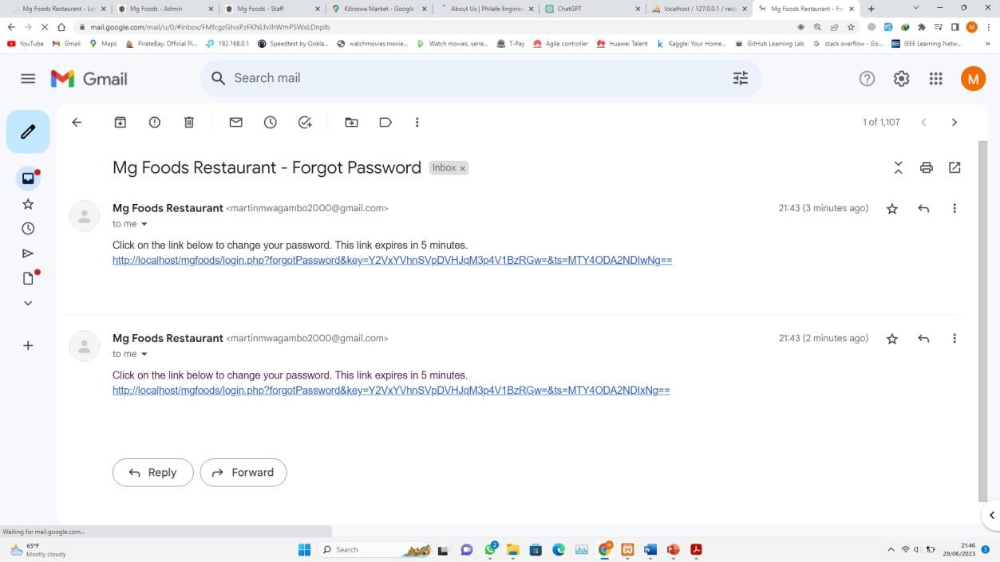 Mg Foods Restaurant - Lo
Mg Foods - Admin
Mg Foods - Staff
Kiboswa Market - Google
About Us | Philafe Enginee
ChatGPT
localhost / 127.0.0.1 / rest
Mg Foods Restaurant - Fo
mail.google.com/mail/u/0/#inbox/FMfcgzGtvsPzFKNLfvJhWmPSWxLDnplb
YouTube
Gmail
Maps
PirateBay. Official Pi...
192.168.0.1
Speedtest by Ookla...
watchmovies.movie...
Watch movies, serie...
T-Pay
Agile controller
Huawei Talent
Kaggle: Your Home...
GitHub Learning Lab
stack overflow - Go...
IEEE Learning Netw...
Gmail
Search mail
M
1 of 1,107
Mg Foods Restaurant - Forgot Password
Inbox ×
Mg Foods Restaurant <martinmwagambo2000@gmail.com>
21:43 (3 minutes ago)
to me
Click on the link below to change your password. This link expires in 5 minutes.
http://localhost/mgfoods/login.php?forgotPassword&key=Y2VxYVhnSVpDVHJqM3p4V1BzRGw=&ts=MTY4ODA2NDIwNg==
Mg Foods Restaurant <martinmwagambo2000@gmail.com>
21:43 (2 minutes ago)
to me
Click on the link below to change your password. This link expires in 5 minutes.
http://localhost/mgfoods/login.php?forgotPassword&key=Y2VxYVhnSVpDVHJqM3p4V1BzRGw=&ts=MTY4ODA2NDIxNg==
Reply
Forward
Waiting for mail.google.com...
65°F
Mostly cloudy
Search
2
21:46
29/06/2023
3